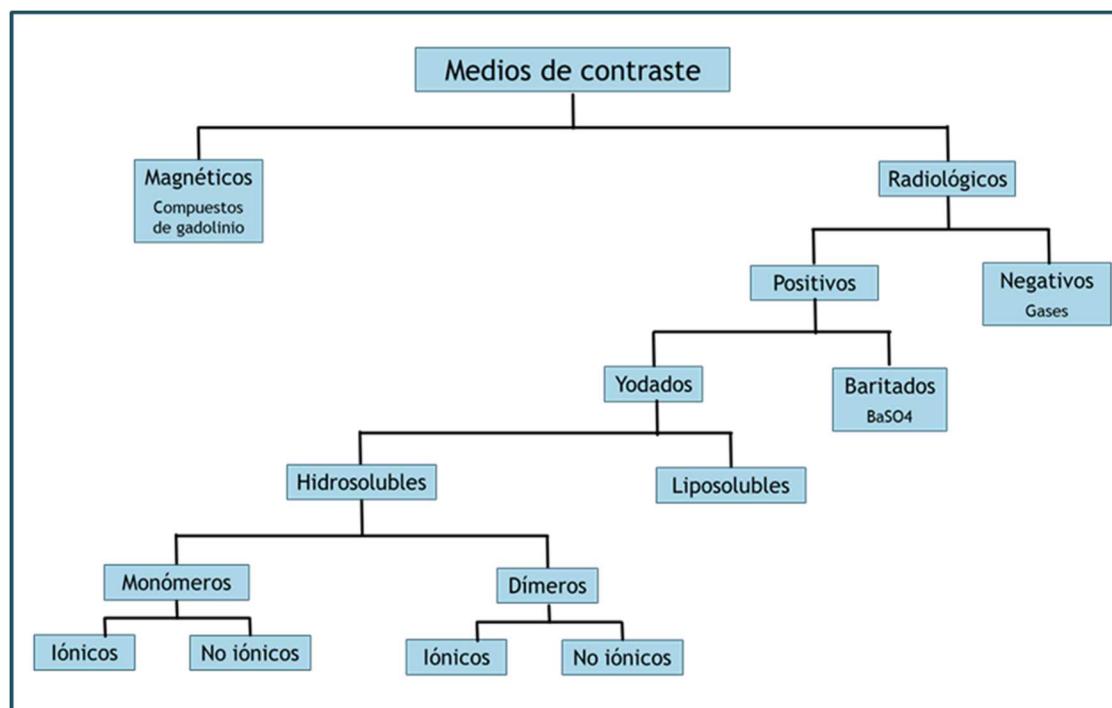 Medios de contraste
Magnéticos
Compuestos
de gadolinio
Radiológicos
Positivos
Negativos
Gases
Yodados
Baritados
BaSO4
Hidrosolubles
Liposolubles
Monómeros
Dímeros
Iónicos
No iónicos
Iónicos
No iónicos